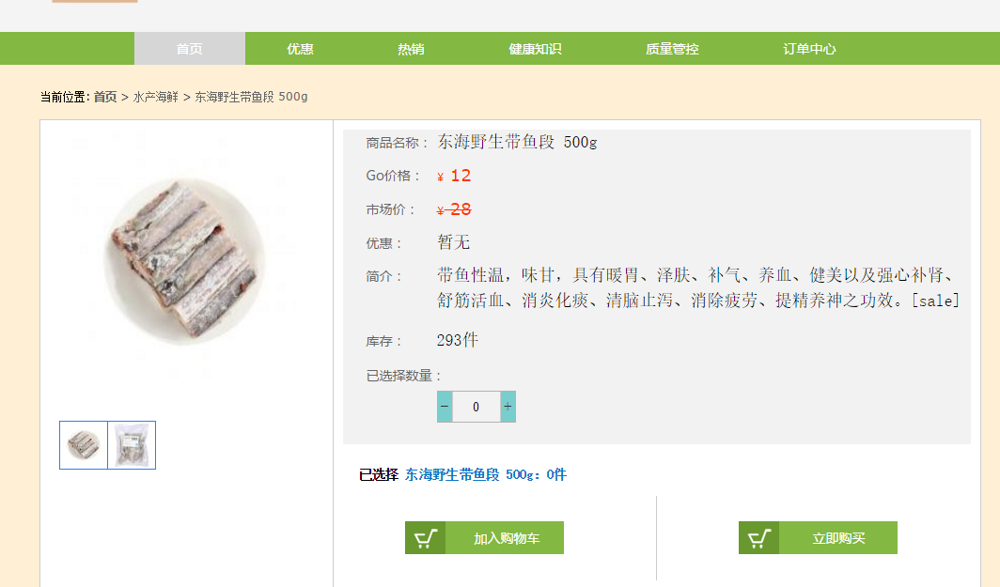 首页 优惠 热销 健康知识 质量管控 订单中心
当前位置: 首页 > 水产海鲜 > 东海野生带鱼段 500g
商品名称： 东海野生带鱼段 500g
Go价格： ¥ 12
市场价： ¥ 28
优惠： 暂无
简介： 带鱼性温，味甘，具有暖胃、泽肤、补气、养血、健美以及强心补肾、
舒筋活血、消炎化痰、清脑止泻、消除疲劳、提精养神之功效。[sale]
库存： 293件
已选择数量：
− 0 +
已选择 东海野生带鱼段 500g: 0件
加入购物车 立即购买